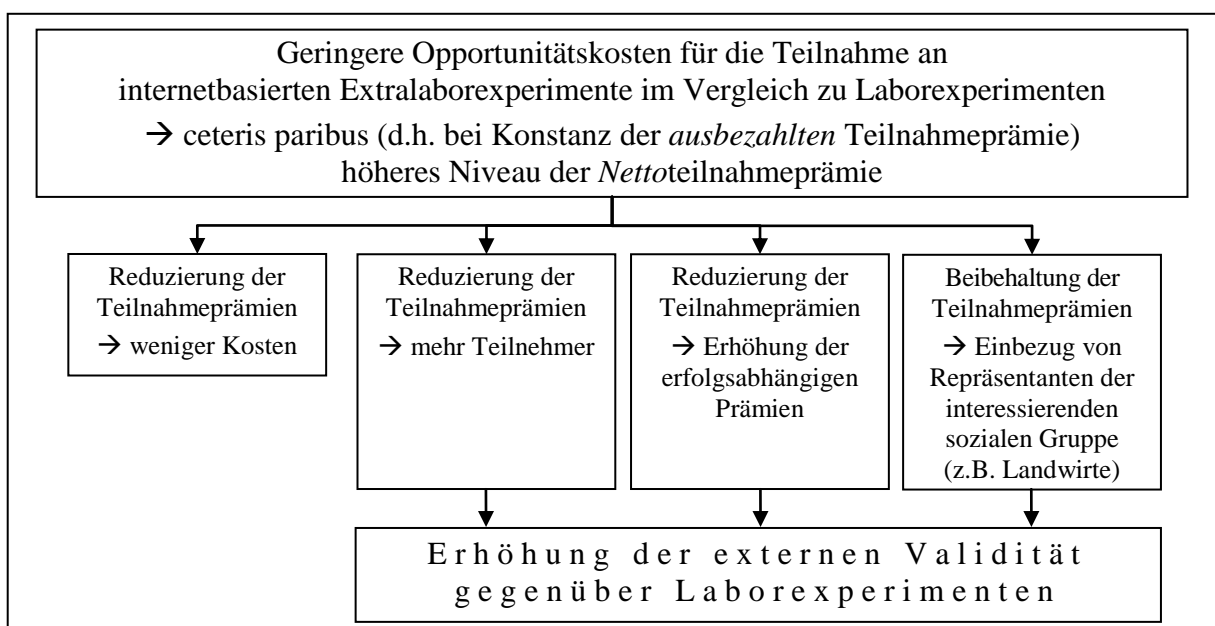 Geringere Opportunitätskosten für die Teilnahme an
internetbasierten Extralaborexperimente im Vergleich zu Laborexperimenten
→ ceteris paribus (d.h. bei Konstanz der ausbezahlten Teilnahmeprämie)
höheres Niveau der Nettoteilnahmeprämie
Reduzierung der
Teilnahmeprämien
→ weniger Kosten
Reduzierung der
Teilnahmeprämien
→ mehr Teilnehmer
Reduzierung der
Teilnahmeprämien
→ Erhöhung der
erfolgsabhängigen
Prämien
Beibehaltung der
Teilnahmeprämien
→ Einbezug von
Repräsentanten der
interessierenden
sozialen Gruppe
(z.B. Landwirte)
Erhöhung der externen Validität
gegenüber Laborexperimenten